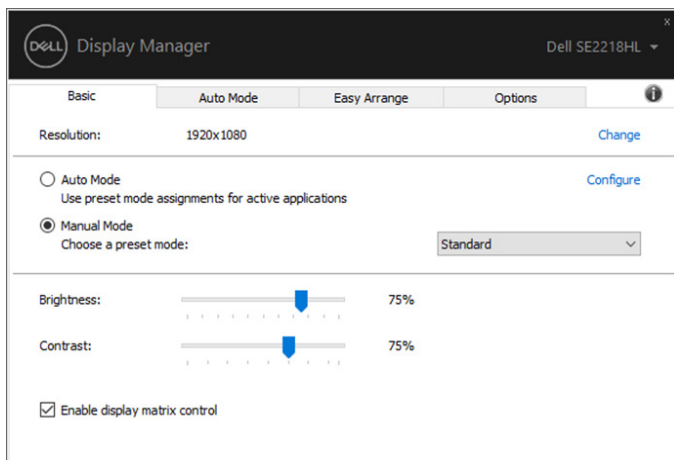 x
DELL Display Manager Dell SE2218HL
Basic Auto Mode Easy Arrange Options i
Resolution: 1920x1080 Change
Auto Mode Configure
Use preset mode assignments for active applications
Manual Mode
Choose a preset mode: Standard
Brightness: 75%
Contrast: 75%
Enable display matrix control